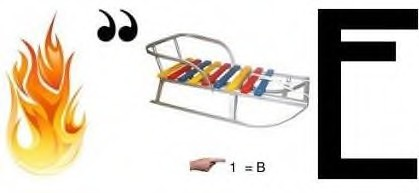 ,,
1 = В
E